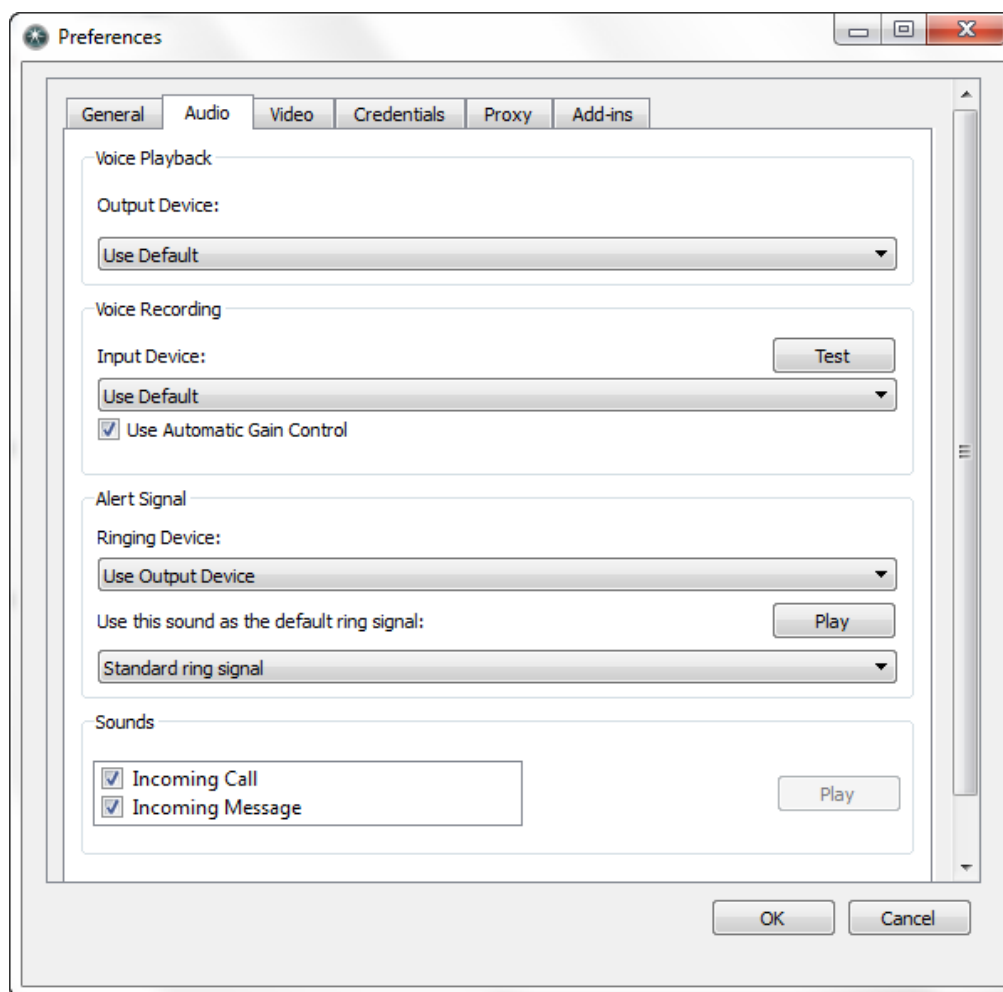 Preferences
General Audio Video Credentials Proxy Add-ins
Voice Playback
Output Device:
Use Default
Voice Recording
Input Device: Test
Use Default
Use Automatic Gain Control
Alert Signal
Ringing Device:
Use Output Device
Use this sound as the default ring signal: Play
Standard ring signal
Sounds
Incoming Call
Incoming Message
Play
OK Cancel